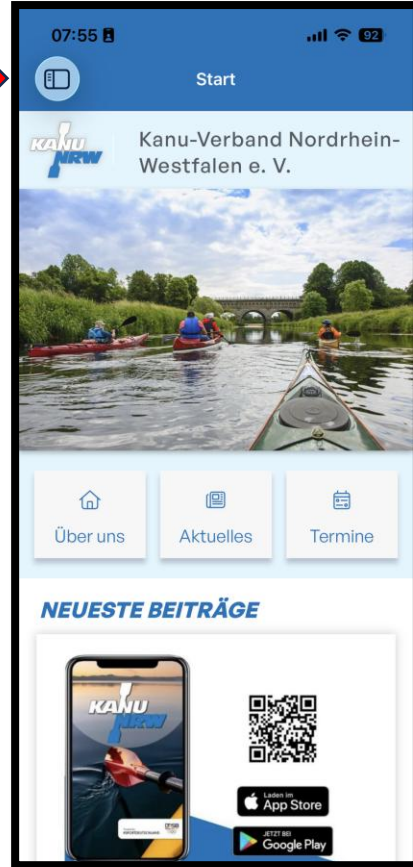 07:55
92
Start
KANU
NRW
Kanu-Verband Nordrhein-
Westfalen e. V.
Über uns
Aktuelles
Termine
NEUESTE BEITRÄGE
KANU
NRW
Laden im
App Store
JETZT BEI
Google Play